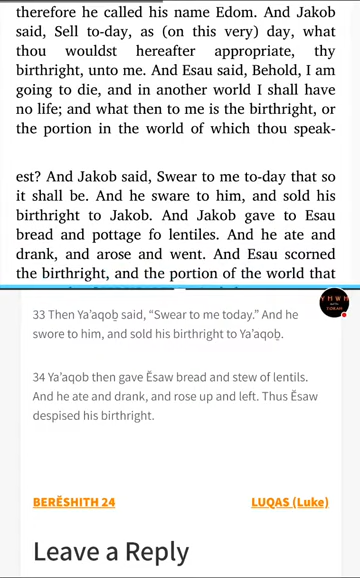 therefore he called his name Edom. And Jakob
said, Sell to-day, as (on this very) day, what
thou wouldst hereafter appropriate, thy
birthright, unto me. And Esau said, Behold, I am
going to die, and in another world I shall have
no life; and what then to me is the birthright, or
the portion in the world of which thou speak-
est? And Jakob said, Swear to me to-day that so
it shall be. And he sware to him, and sold his
birthright to Jakob. And Jakob gave to Esau
bread and pottage fo lentiles. And he ate and
drank, and arose and went. And Esau scorned
the birthright, and the portion of the world that
33 Then Ya’aqoḇ said, “Swear to me today.” And he
swore to him, and sold his birthright to Ya’aqoḇ.
34 Ya’aqob then gave Ěsaw bread and stew of lentils.
And he ate and drank, and rose up and left. Thus Ěsaw
despised his birthright.
BERĚSHITH 24
LUQAS (Luke)
Leave a Reply